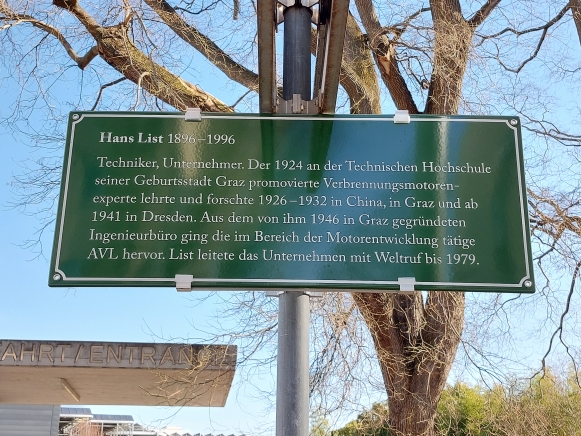 Hans List 1896–1996
Techniker, Unternehmer. Der 1924 an der Technischen Hochschule
seiner Geburtsstadt Graz promovierte Verbrennungsmotoren-
experte lehrte und forschte 1926–1932 in China, in Graz und ab
1941 in Dresden. Aus dem von ihm 1946 in Graz gegründeten
Ingenieurbüro ging die im Bereich der Motorentwicklung tätige
AVL hervor. List leitete das Unternehmen mit Weltruf bis 1979.
AHRT/ENTRAN